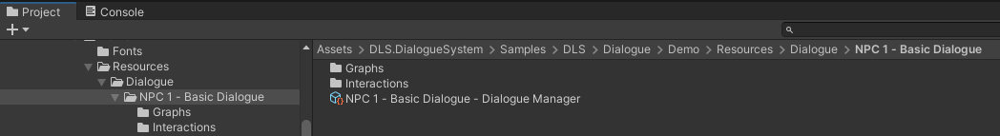 Project Console
Fonts
Resources
Dialogue
NPC 1 - Basic Dialogue
Graphs
Interactions
Assets > DLS.DialogueSystem > Samples > DLS > Dialogue > Demo > Resources > Dialogue > NPC 1 - Basic Dialogue
Graphs
Interactions
NPC 1 - Basic Dialogue - Dialogue Manager